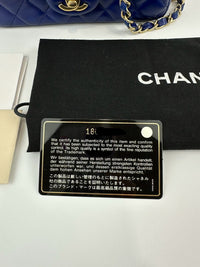 CHAN
18
We certify the authenticity of this item and confirm
that it has been subjected to the most exacting quality
control. Its high quality is a symbol of the fine reputation
of the Trademark.
Wir bestätigen, dass es sich um einen Artikel handelt,
der während seiner Herstellung strengsten Kontrollen
unterworfen war, und dessen erstklassige Qualität
dem hohen Ansehen unserer Marke entspricht.
この製品は厳しい管理のもとに製造されたシャネル
社の商品であることを証明いたします。
このブランド・マークは最高級品質の象徴です。